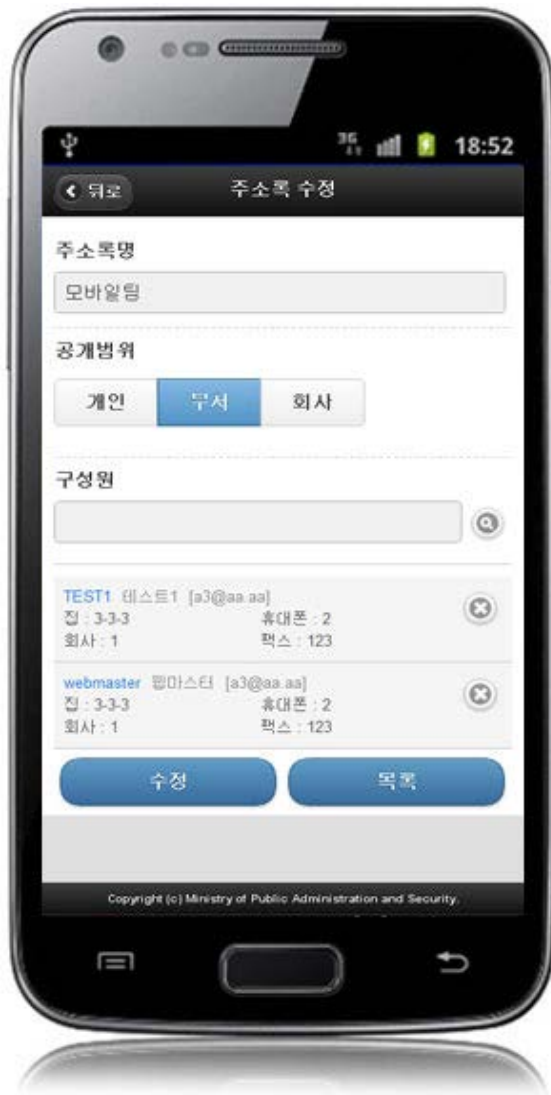 3G
18:52
뒤로
주소록 수정
주소록명
모바일팀
공개범위
개인 부서 회사
구성원
TEST1 테스트1 [a3@aa.aa]
집 : 3-3-3 휴대폰 : 2
회사 : 1 팩스 : 123
webmaster 웹마스터 [a3@aa.aa]
집 : 3-3-3 휴대폰 : 2
회사 : 1 팩스 : 123
수정 목록
Copyright (c) Ministry of Public Administration and Security.